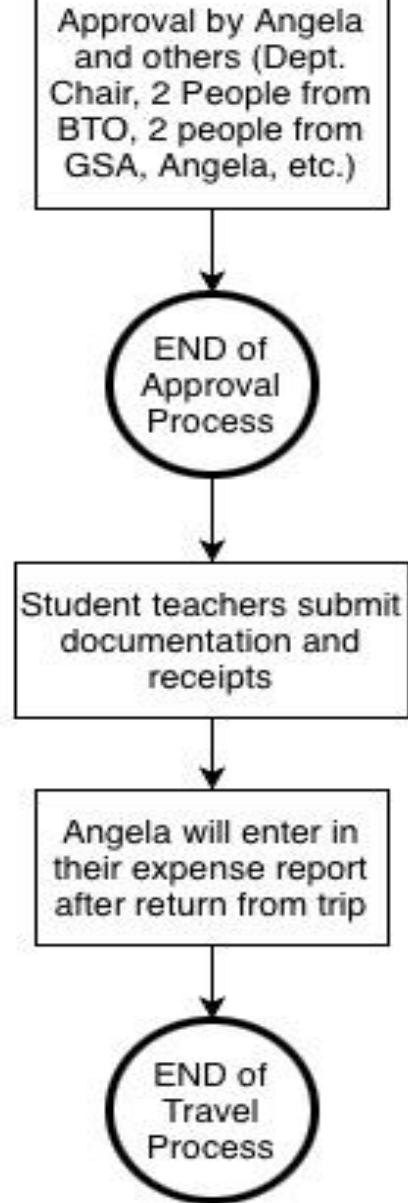 Approval by Angela
and others (Dept.
Chair, 2 People from
BTO, 2 people from
GSA, Angela, etc.)
END of
Approval
Process
Student teachers submit
documentation and
receipts
Angela will enter in
their expense report
after return from trip
END of
Travel
Process